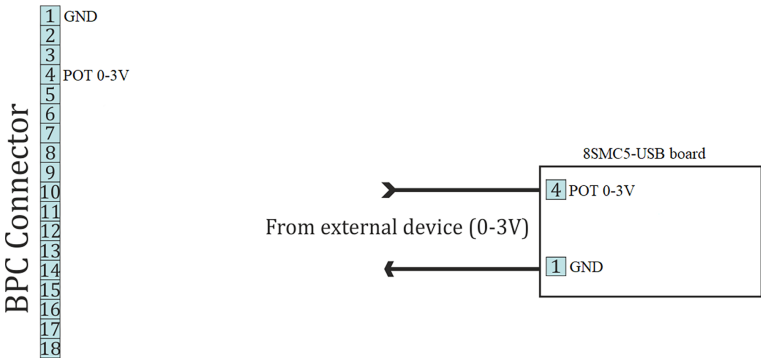 BPC Connector
1 GND
2
3
4 POT 0-3V
5
6
7
8
9
10
11
12
13
14
15
16
17
18
8SMC5-USB board
4 POT 0-3V
From external device (0-3V)
1 GND